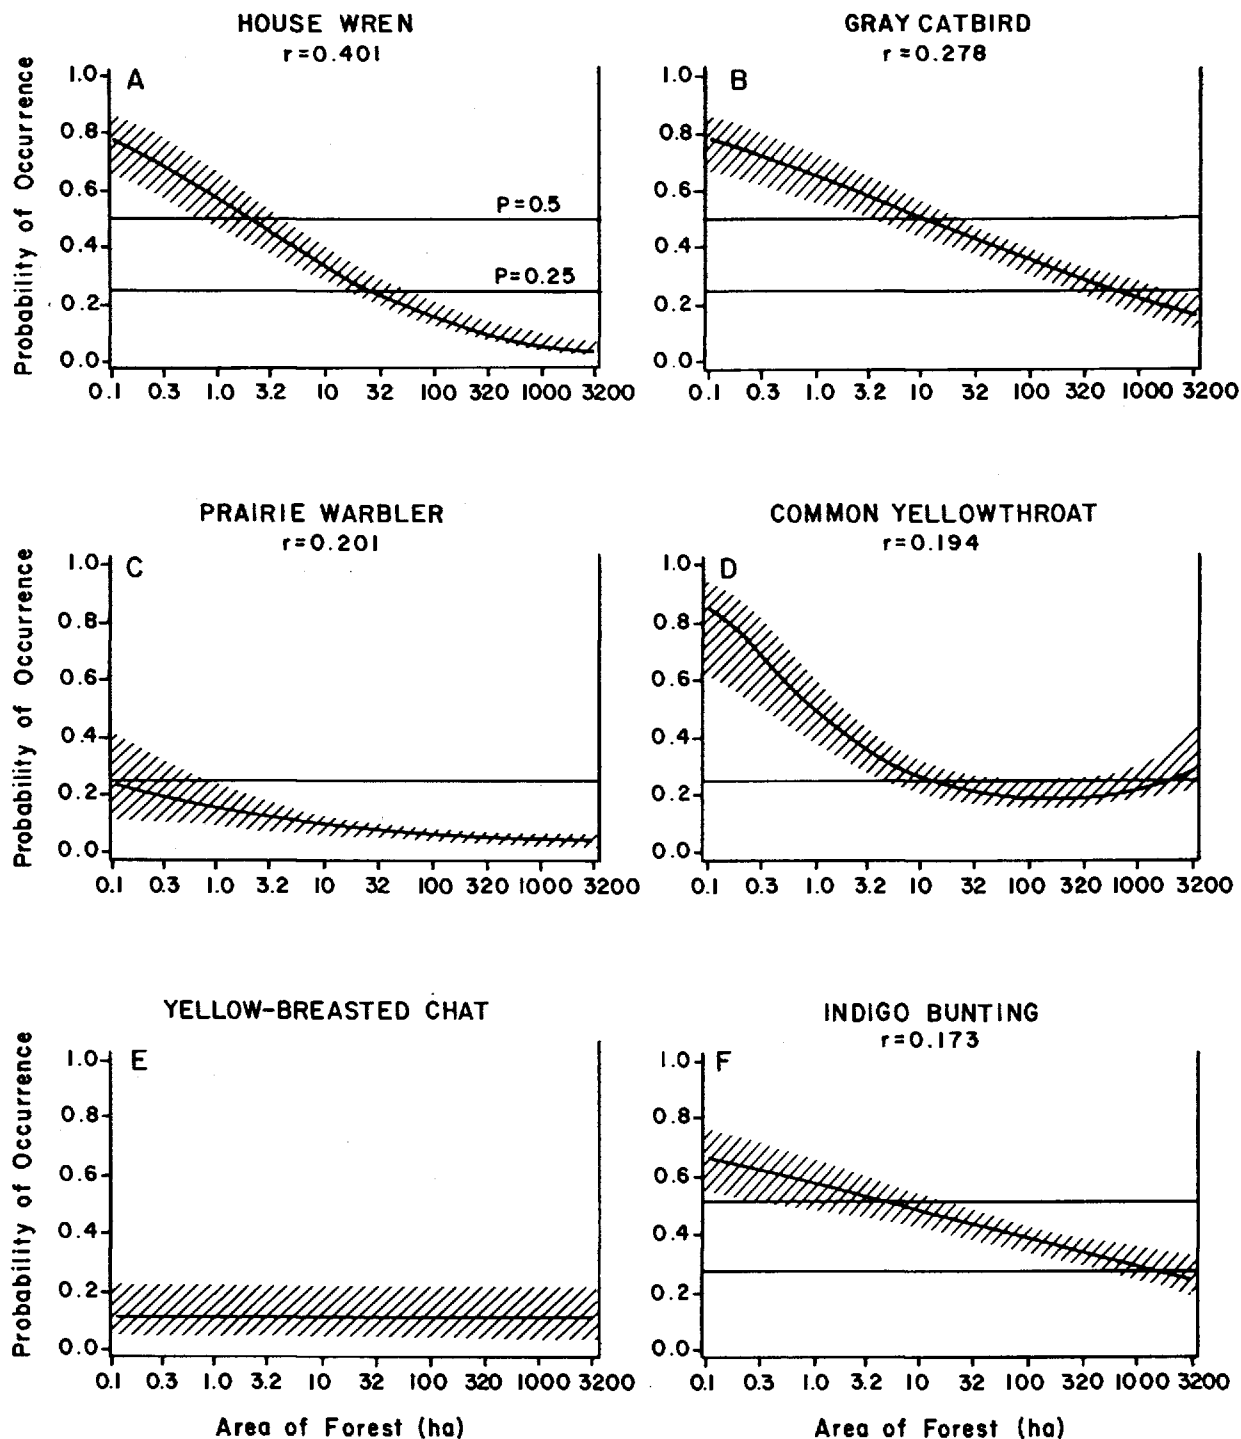 HOUSE WREN
r=0.401
A
1.0
0.8
0.6
0.4
0.2
0.0
P=0.5
P=0.25
0.1 0.3 1.0 3.2 10 32 100 320 1000 3200
Probability of Occurrence
GRAY CATBIRD
r=0.278
B
1.0
0.8
0.6
0.4
0.2
0.0
0.1 0.3 1.0 3.2 10 32 100 320 1000 3200
PRAIRIE WARBLER
r=0.201
C
1.0
0.8
0.6
0.4
0.2
0.0
0.1 0.3 1.0 3.2 10 32 100 320 1000 3200
Probability of Occurrence
COMMON YELLOWTHROAT
r=0.194
D
1.0
0.8
0.6
0.4
0.2
0.0
0.1 0.3 1.0 3.2 10 32 100 320 1000 3200
YELLOW-BREASTED CHAT
E
1.0
0.8
0.6
0.4
0.2
0.0
0.1 0.3 1.0 3.2 10 32 100 320 1000 3200
Probability of Occurrence
Area of Forest (ha)
INDIGO BUNTING
r=0.173
F
1.0
0.8
0.6
0.4
0.2
0.0
0.1 0.3 1.0 3.2 10 32 100 320 1000 3200
Area of Forest (ha)